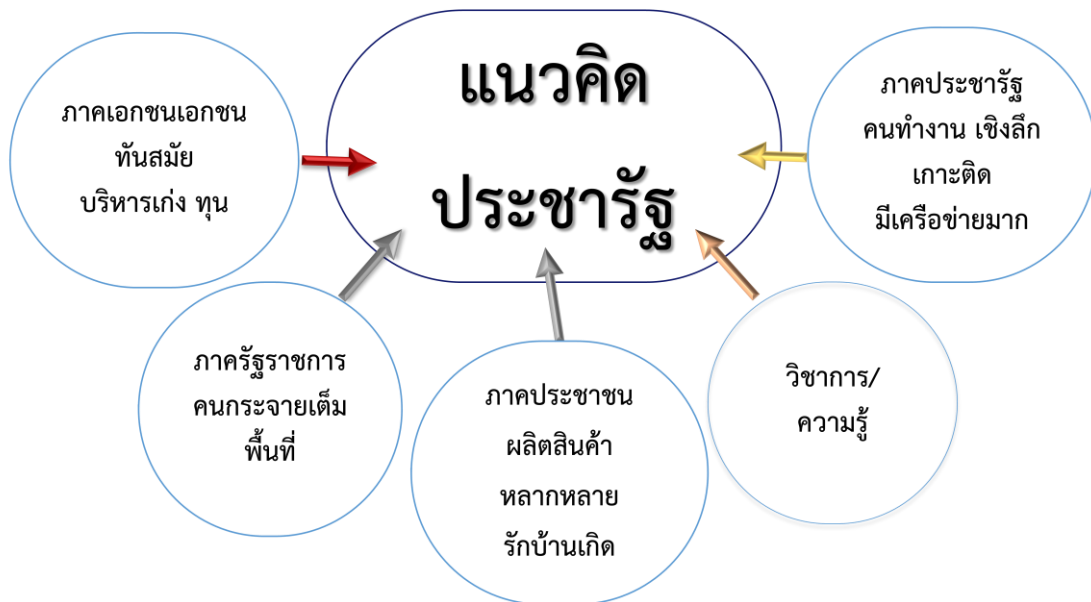 แนวคิด
ประชารัฐ
ภาคเอกชนเอกชน
ทันสมัย
บริหารเก่ง ทุน
ภาคประชารัฐ
คนทำงาน เชิงลึก
เกาะติด
มีเครือข่ายมาก
ภาครัฐราชการ
คนกระจายเต็ม
พื้นที่
ภาคประชาชน
ผลิตสินค้า
หลากหลาย
รักบ้านเกิด
วิชาการ/
ความรู้